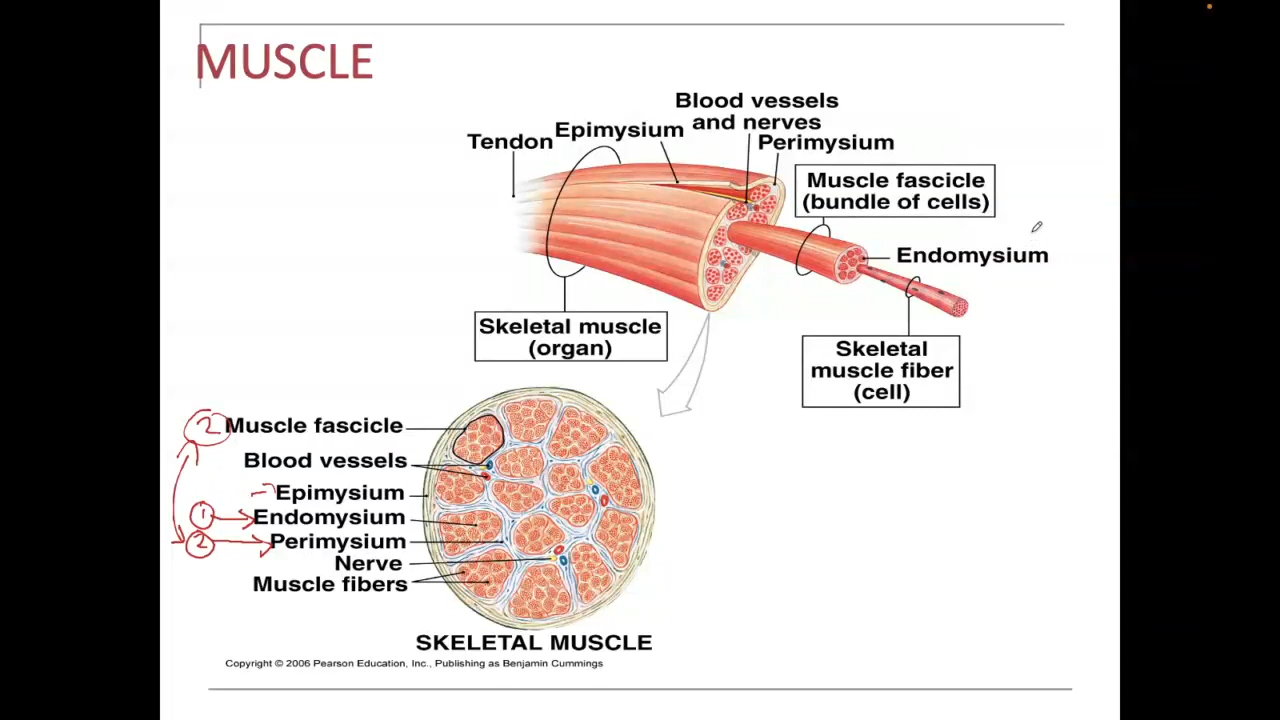 MUSCLE
Blood vessels
and nerves
Epimysium
Tendon
Perimysium
Muscle fascicle
(bundle of cells)
Endomysium
Skeletal muscle
(organ)
Skeletal
muscle fiber
(cell)
2 Muscle fascicle
Blood vessels
Epimysium
1 Endomysium
2 Perimysium
Nerve
Muscle fibers
SKELETAL MUSCLE
Copyright © 2006 Pearson Education, Inc., Publishing as Benjamin Cummings